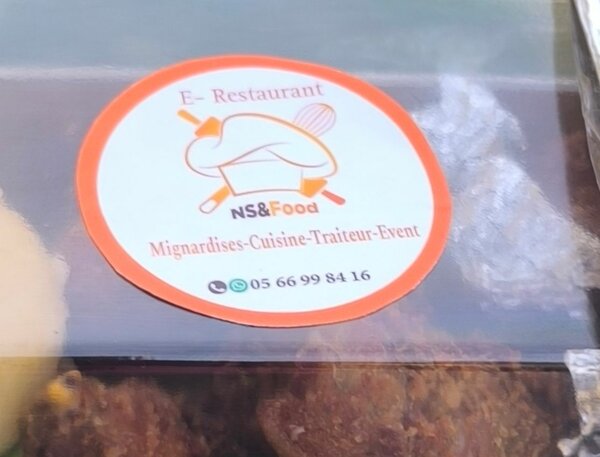 E- Restaurant
NS&Food
Mignardises-Cuisine-Traiteur-Event
05 66 99 84 16